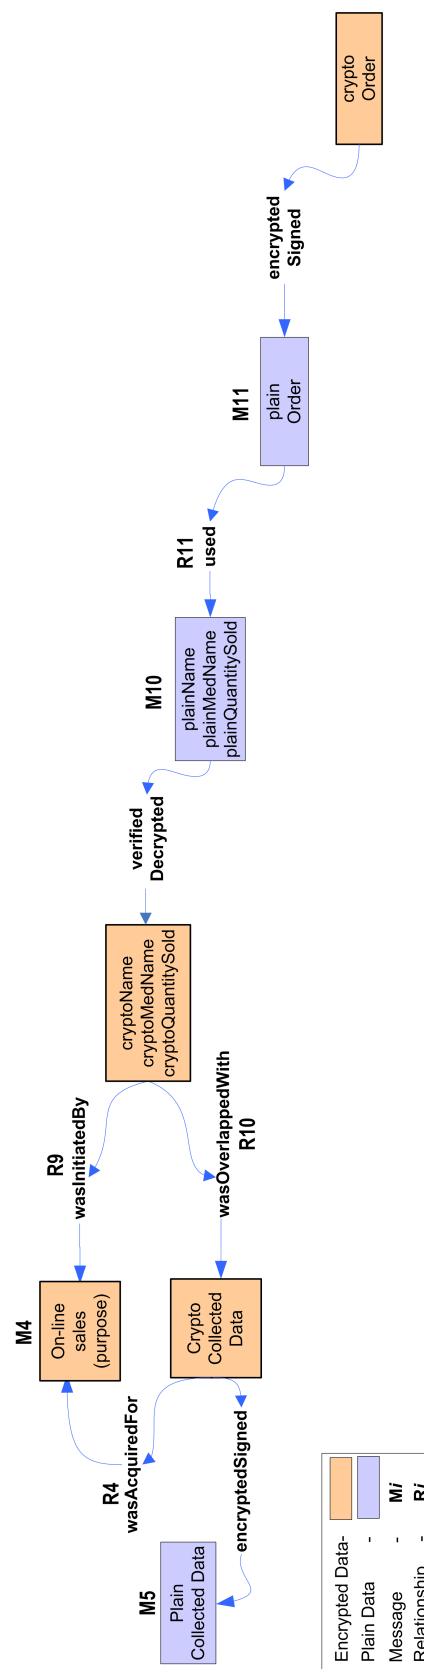 crypto
Order
encrypted
Signed
M11
plain
Order
R11
used
M10
plainName
plainMedName
plainQuantitySold
verified
Decrypted
cryptoName
cryptoMedName
cryptoQuantitySold
R9
wasInitiatedBy
wasOverlappedWith
R10
M4
On-line
sales
(purpose)
Crypto
Collected
Data
R4
wasAcquiredFor
encryptedSigned
M5
Plain
Collected Data
Encrypted Data-
Plain Data -
Message - Mi
Relationship - Ri